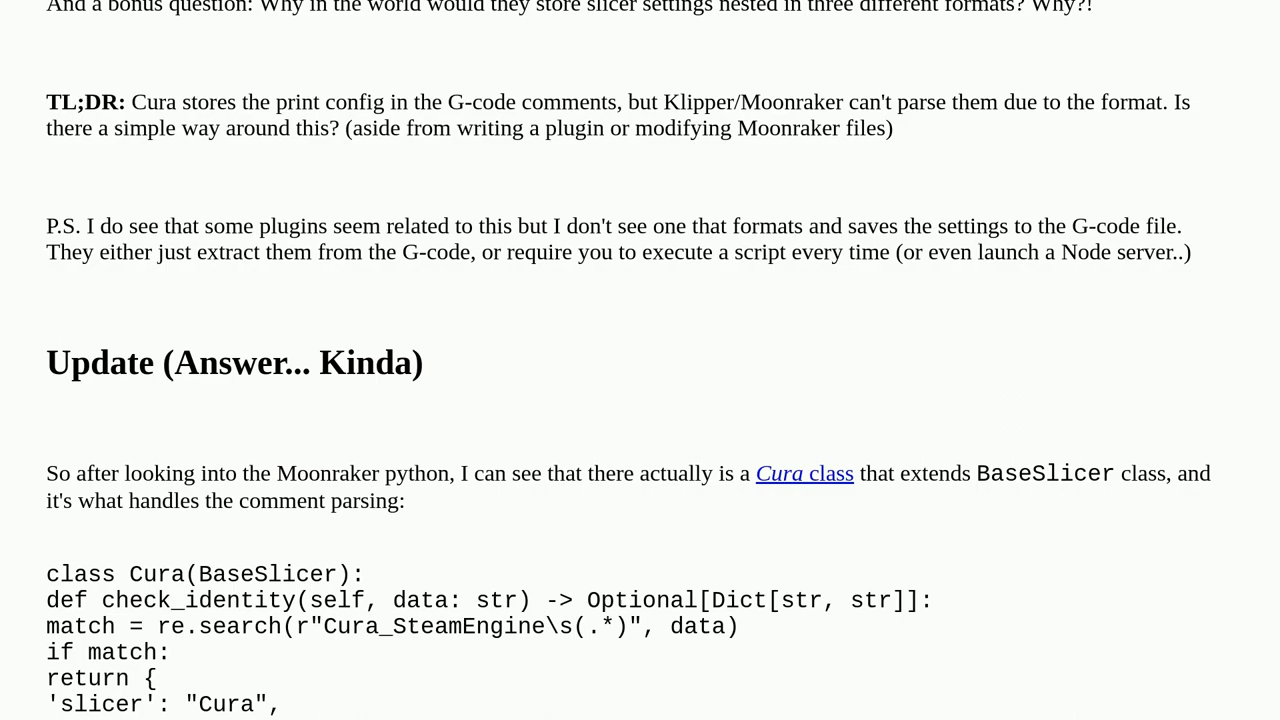 And a bonus question: Why in the world would they store slicer settings nested in three different formats? Why?!
TL;DR: Cura stores the print config in the G-code comments, but Klipper/Moonraker can't parse them due to the format. Is
there a simple way around this? (aside from writing a plugin or modifying Moonraker files)
P.S. I do see that some plugins seem related to this but I don't see one that formats and saves the settings to the G-code file.
They either just extract them from the G-code, or require you to execute a script every time (or even launch a Node server..)
Update (Answer... Kinda)
So after looking into the Moonraker python, I can see that there actually is a Cura class that extends BaseSlicer class, and
it's what handles the comment parsing:
class Cura(BaseSlicer):
def check_identity(self, data: str) -> Optional[Dict[str, str]]:
match = re.search(r"Cura_SteamEngine\s(.*)", data)
if match:
return {
'slicer': "Cura",